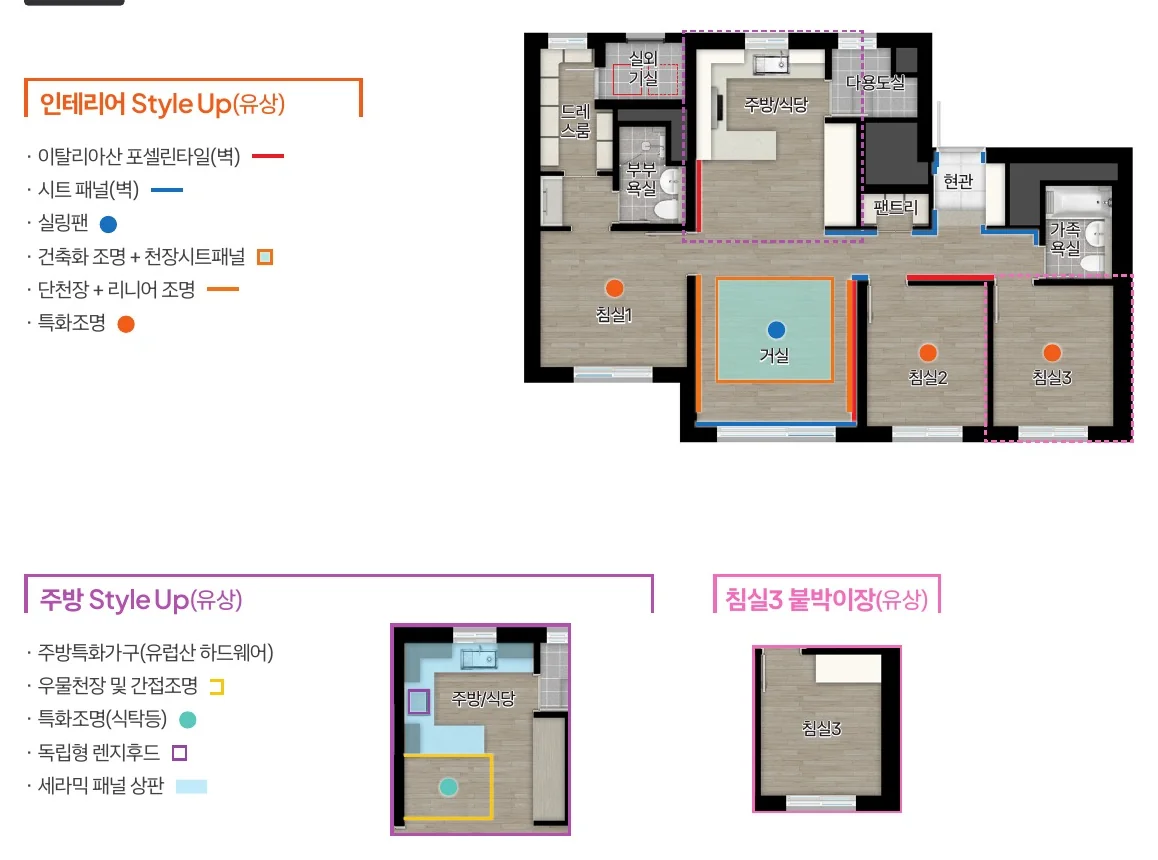 인테리어 Style Up(유상)
· 이탈리아산 포셀린타일(벽)
· 시트 패널(벽)
· 실링팬
· 건축화 조명 + 천장시트패널
· 단천장 + 리니어 조명
· 특화조명
실외
기실
드레
스룸
부부
욕실
주방/식당
다용도실
현관
팬트리
가족
욕실
침실1
거실
침실2
침실3
주방 Style Up(유상)
· 주방특화가구(유럽산 하드웨어)
· 우물천장 및 간접조명
· 특화조명(식탁등)
· 독립형 렌지후드
· 세라믹 패널 상판
주방/식당
침실3 붙박이장(유상)
침실3